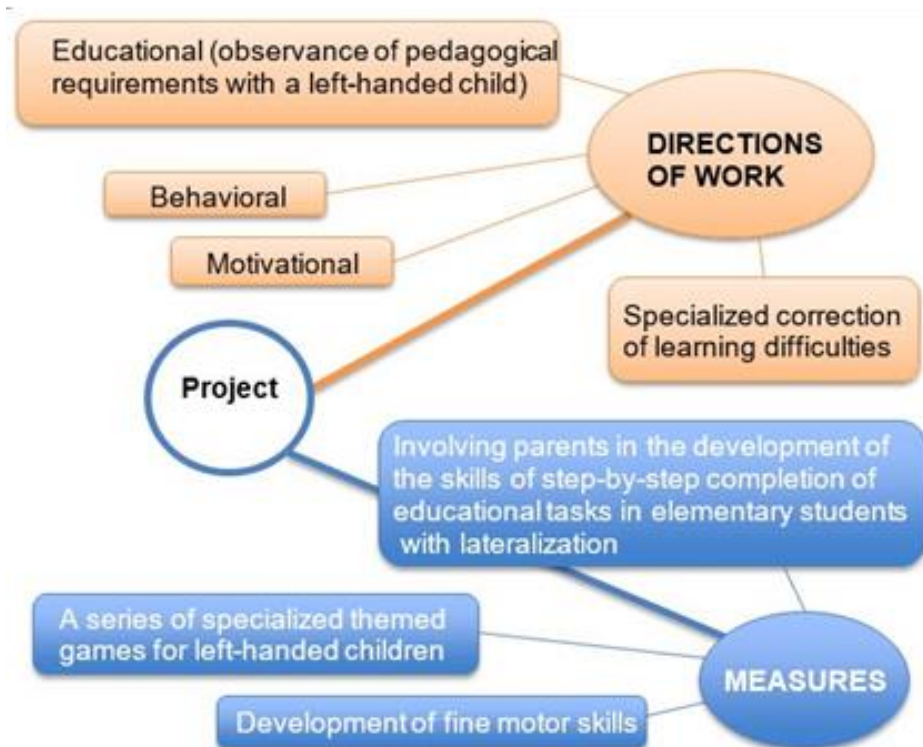 Educational (observance of pedagogical
requirements with a left-handed child)
DIRECTIONS
OF WORK
Behavioral
Motivational
Specialized correction
of learning difficulties
Project
Involving parents in the development of
the skills of step-by-step completion of
educational tasks in elementary students
with lateralization
A series of specialized themed
games for left-handed children
MEASURES
Development of fine motor skills